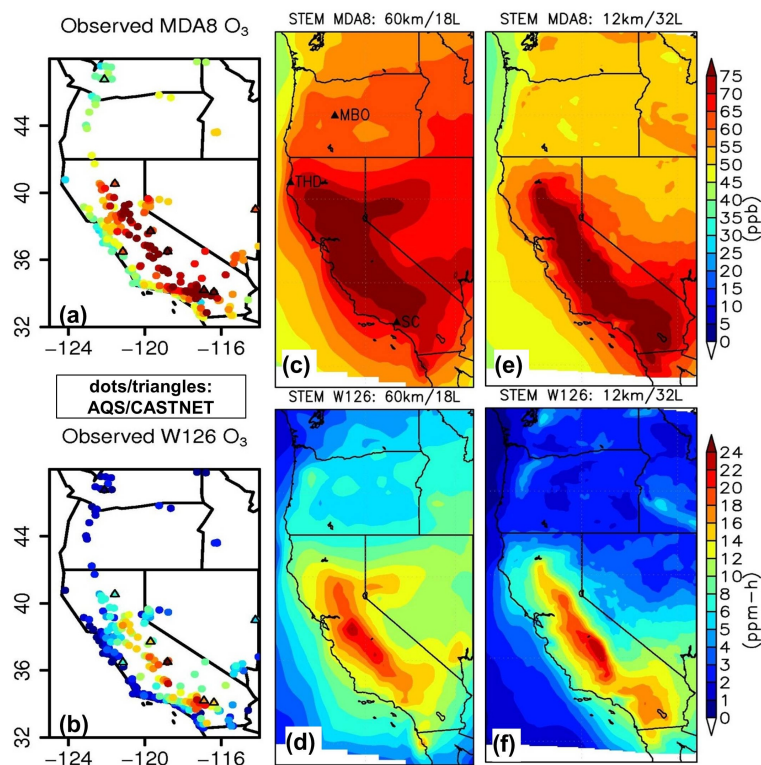 Observed MDA8 O₃
44
40
36
32
(a)
−124
−120
−116
dots/triangles:
AQS/CASTNET
Observed W126 O₃
44
40
36
32
(b)
−124
−120
−116
STEM MDA8: 60km/18L
MBO
THD
SC
(c)
STEM MDA8: 12km/32L
(e)
75
70
65
60
55
50
45
40
35
30
25
20
15
10
5
0
(ppb)
STEM W126: 60km/18L
(d)
STEM W126: 12km/32L
(f)
24
22
20
18
16
14
12
10
8
6
5
4
3
2
1
0
(ppm−h)